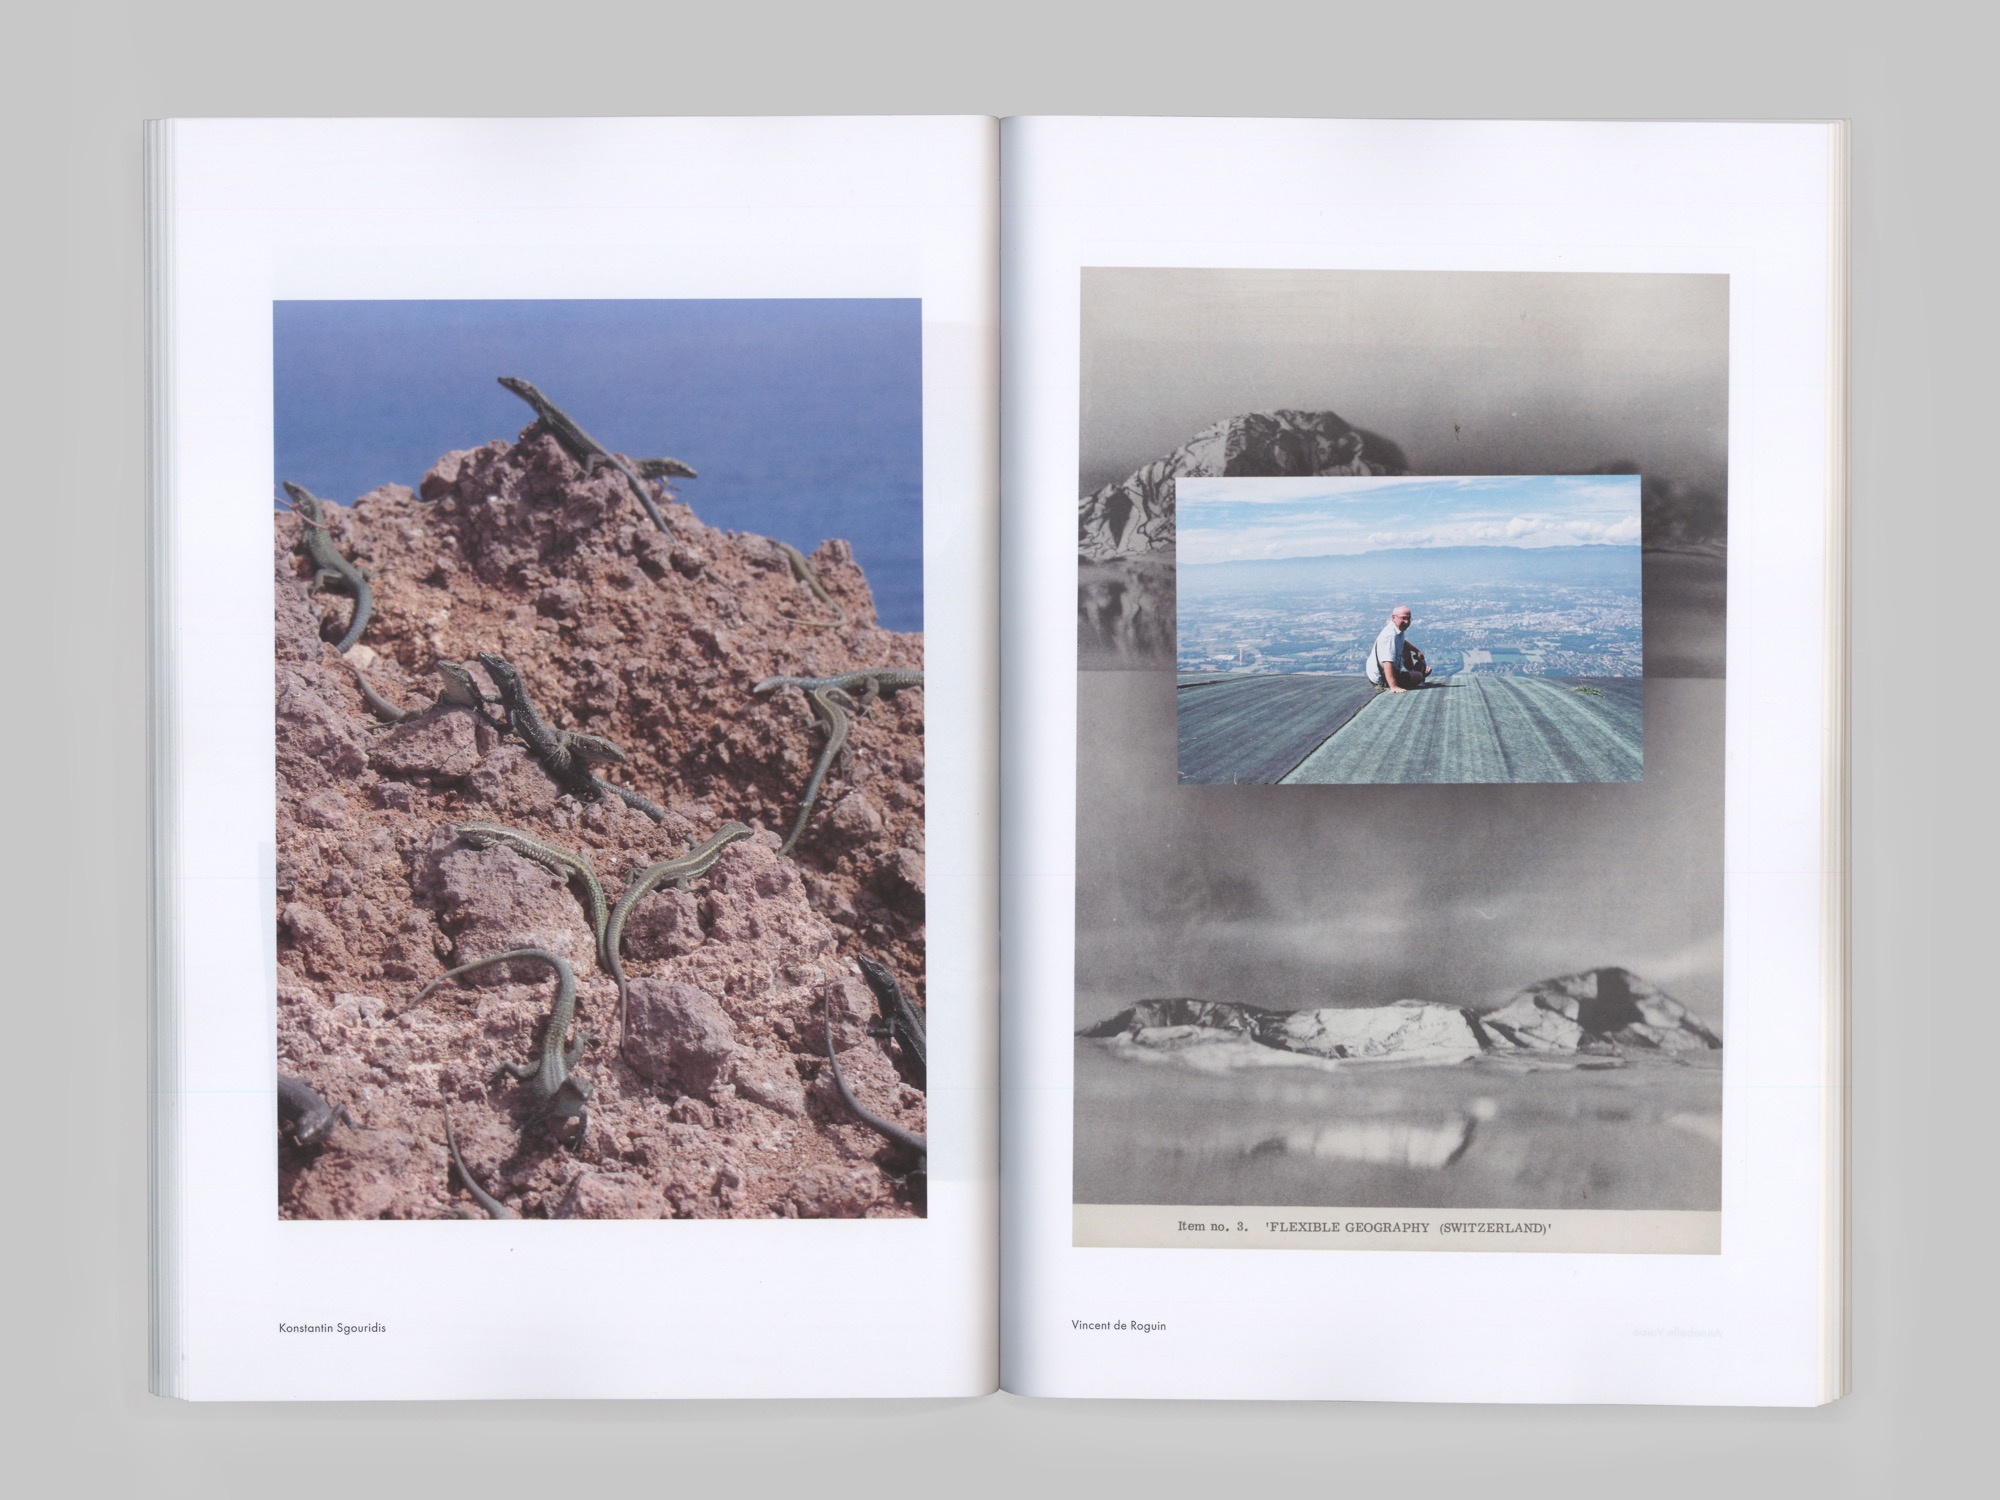 Konstantin Sgouridis
Item no. 3. 'FLEXIBLE GEOGRAPHY (SWITZERLAND)'
Vincent de Roguin